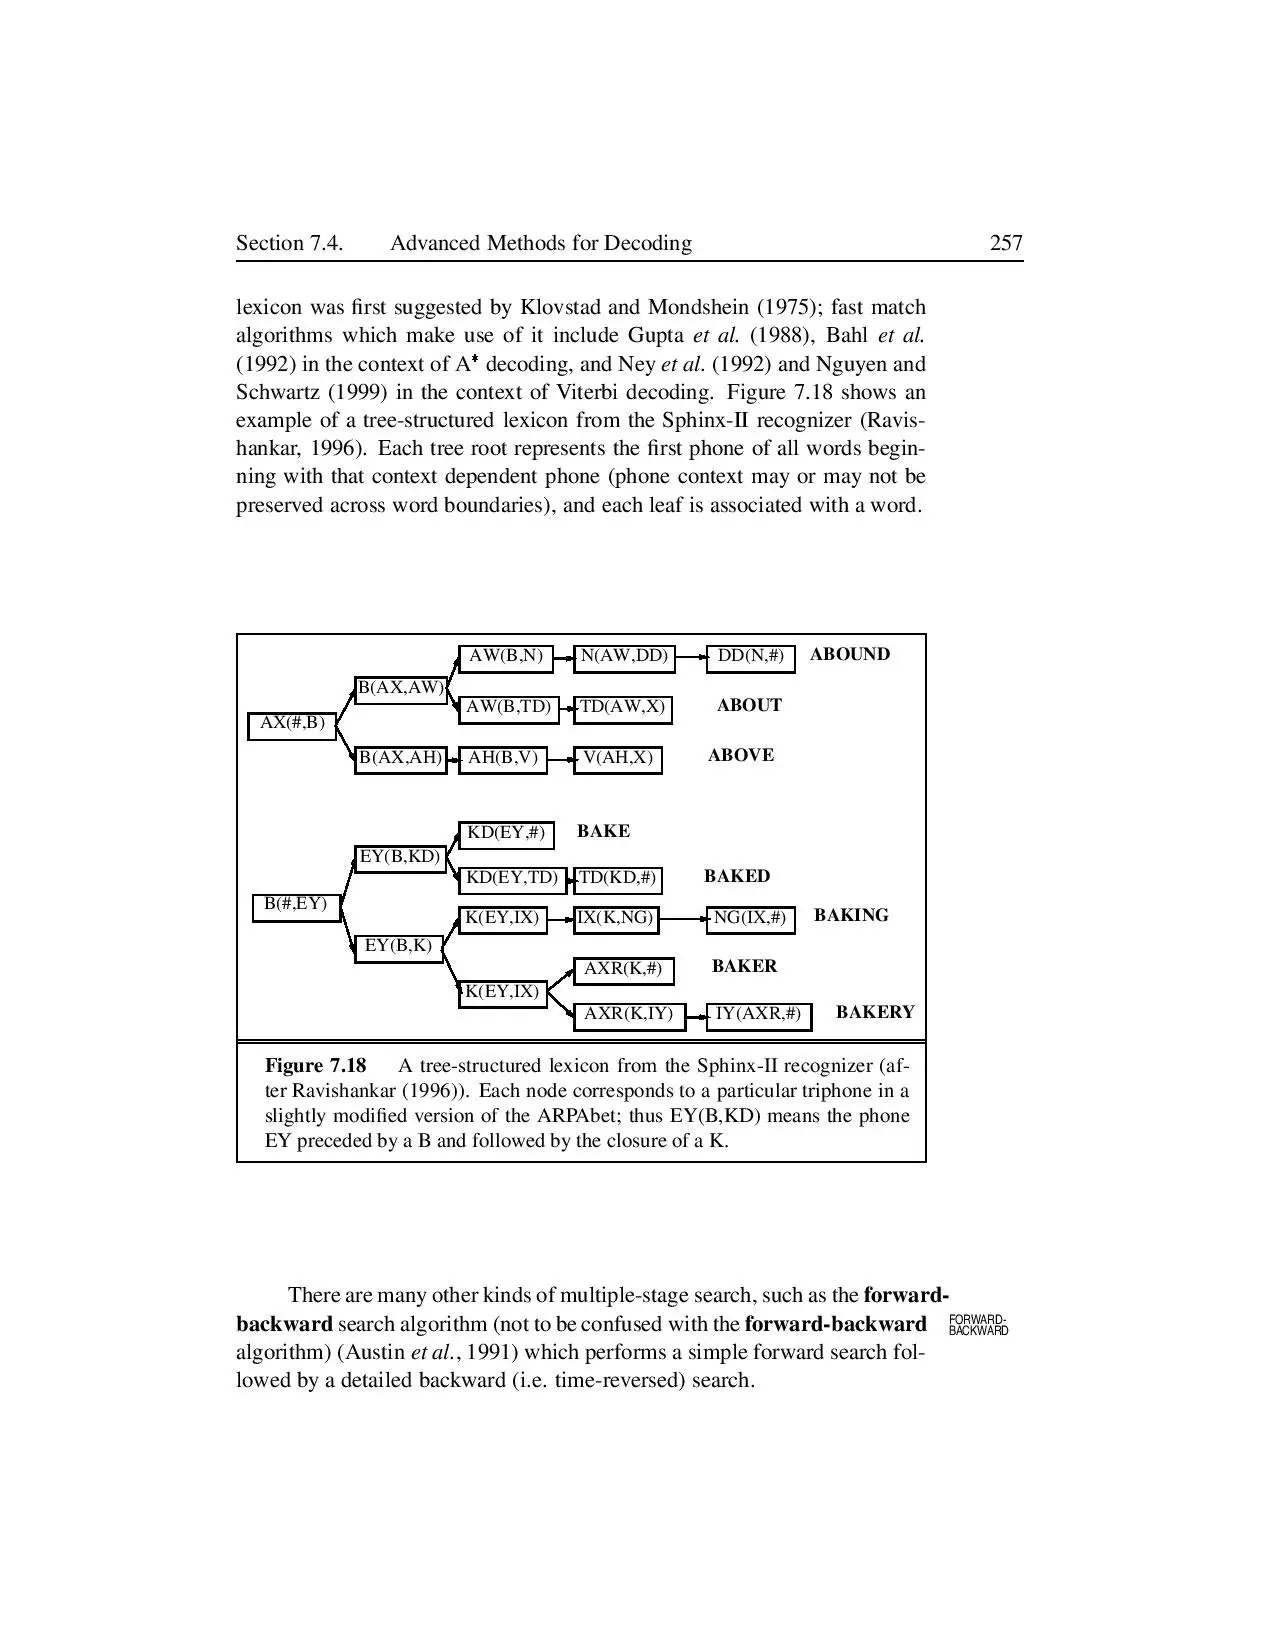 Section 7.4. Advanced Methods for Decoding 257
lexicon was first suggested by Klovstad and Mondshein (1975); fast match
algorithms which make use of it include Gupta et al. (1988), Bahl et al.
(1992) in the context of A* decoding, and Ney et al. (1992) and Nguyen and
Schwartz (1999) in the context of Viterbi decoding. Figure 7.18 shows an
example of a tree-structured lexicon from the Sphinx-II recognizer (Ravis-
hankar, 1996). Each tree root represents the first phone of all words begin-
ning with that context dependent phone (phone context may or may not be
preserved across word boundaries), and each leaf is associated with a word.
AW(B,N) N(AW,DD) DD(N,#) ABOUND
B(AX,AW)
AW(B,TD) TD(AW,X) ABOUT
AX(#,B)
B(AX,AH) AH(B,V) V(AH,X) ABOVE
KD(EY,#) BAKE
EY(B,KD)
KD(EY,TD) TD(KD,#) BAKED
B(#,EY)
K(EY,IX) IX(K,NG) NG(IX,#) BAKING
EY(B,K)
AXR(K,#) BAKER
K(EY,IX)
AXR(K,IY) IY(AXR,#) BAKERY
Figure 7.18 A tree-structured lexicon from the Sphinx-II recognizer (af-
ter Ravishankar (1996)). Each node corresponds to a particular triphone in a
slightly modified version of the ARPAbet; thus EY(B,KD) means the phone
EY preceded by a B and followed by the closure of a K.
There are many other kinds of multiple-stage search, such as the forward-
backward search algorithm (not to be confused with the forward-backward
FORWARD-
BACKWARD
algorithm) (Austin et al., 1991) which performs a simple forward search fol-
lowed by a detailed backward (i.e. time-reversed) search.